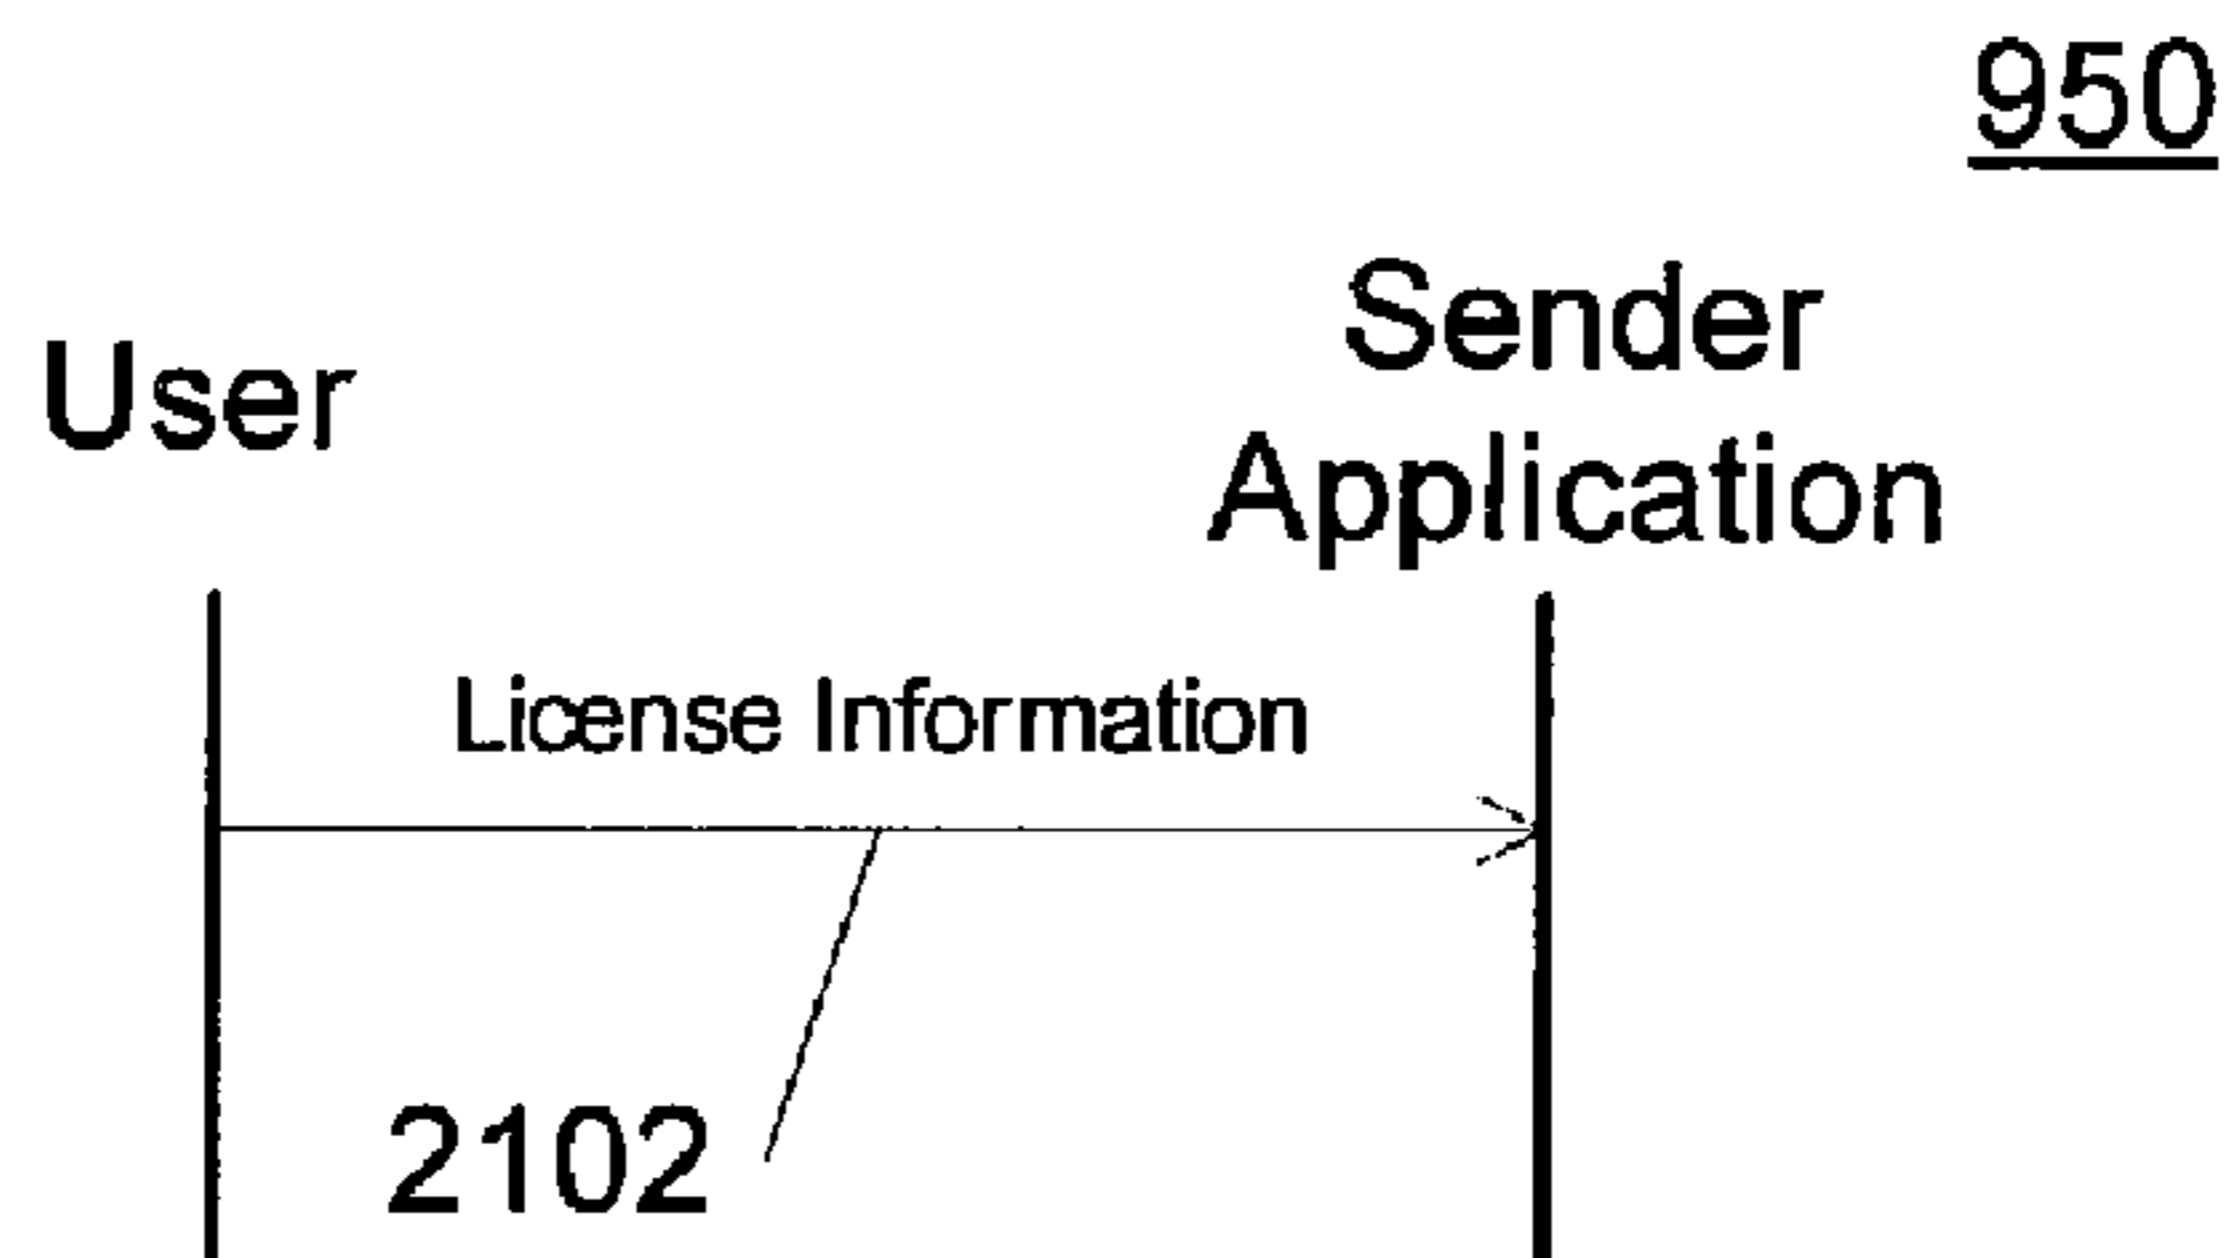 950
User
Sender
Application
License Information
2102